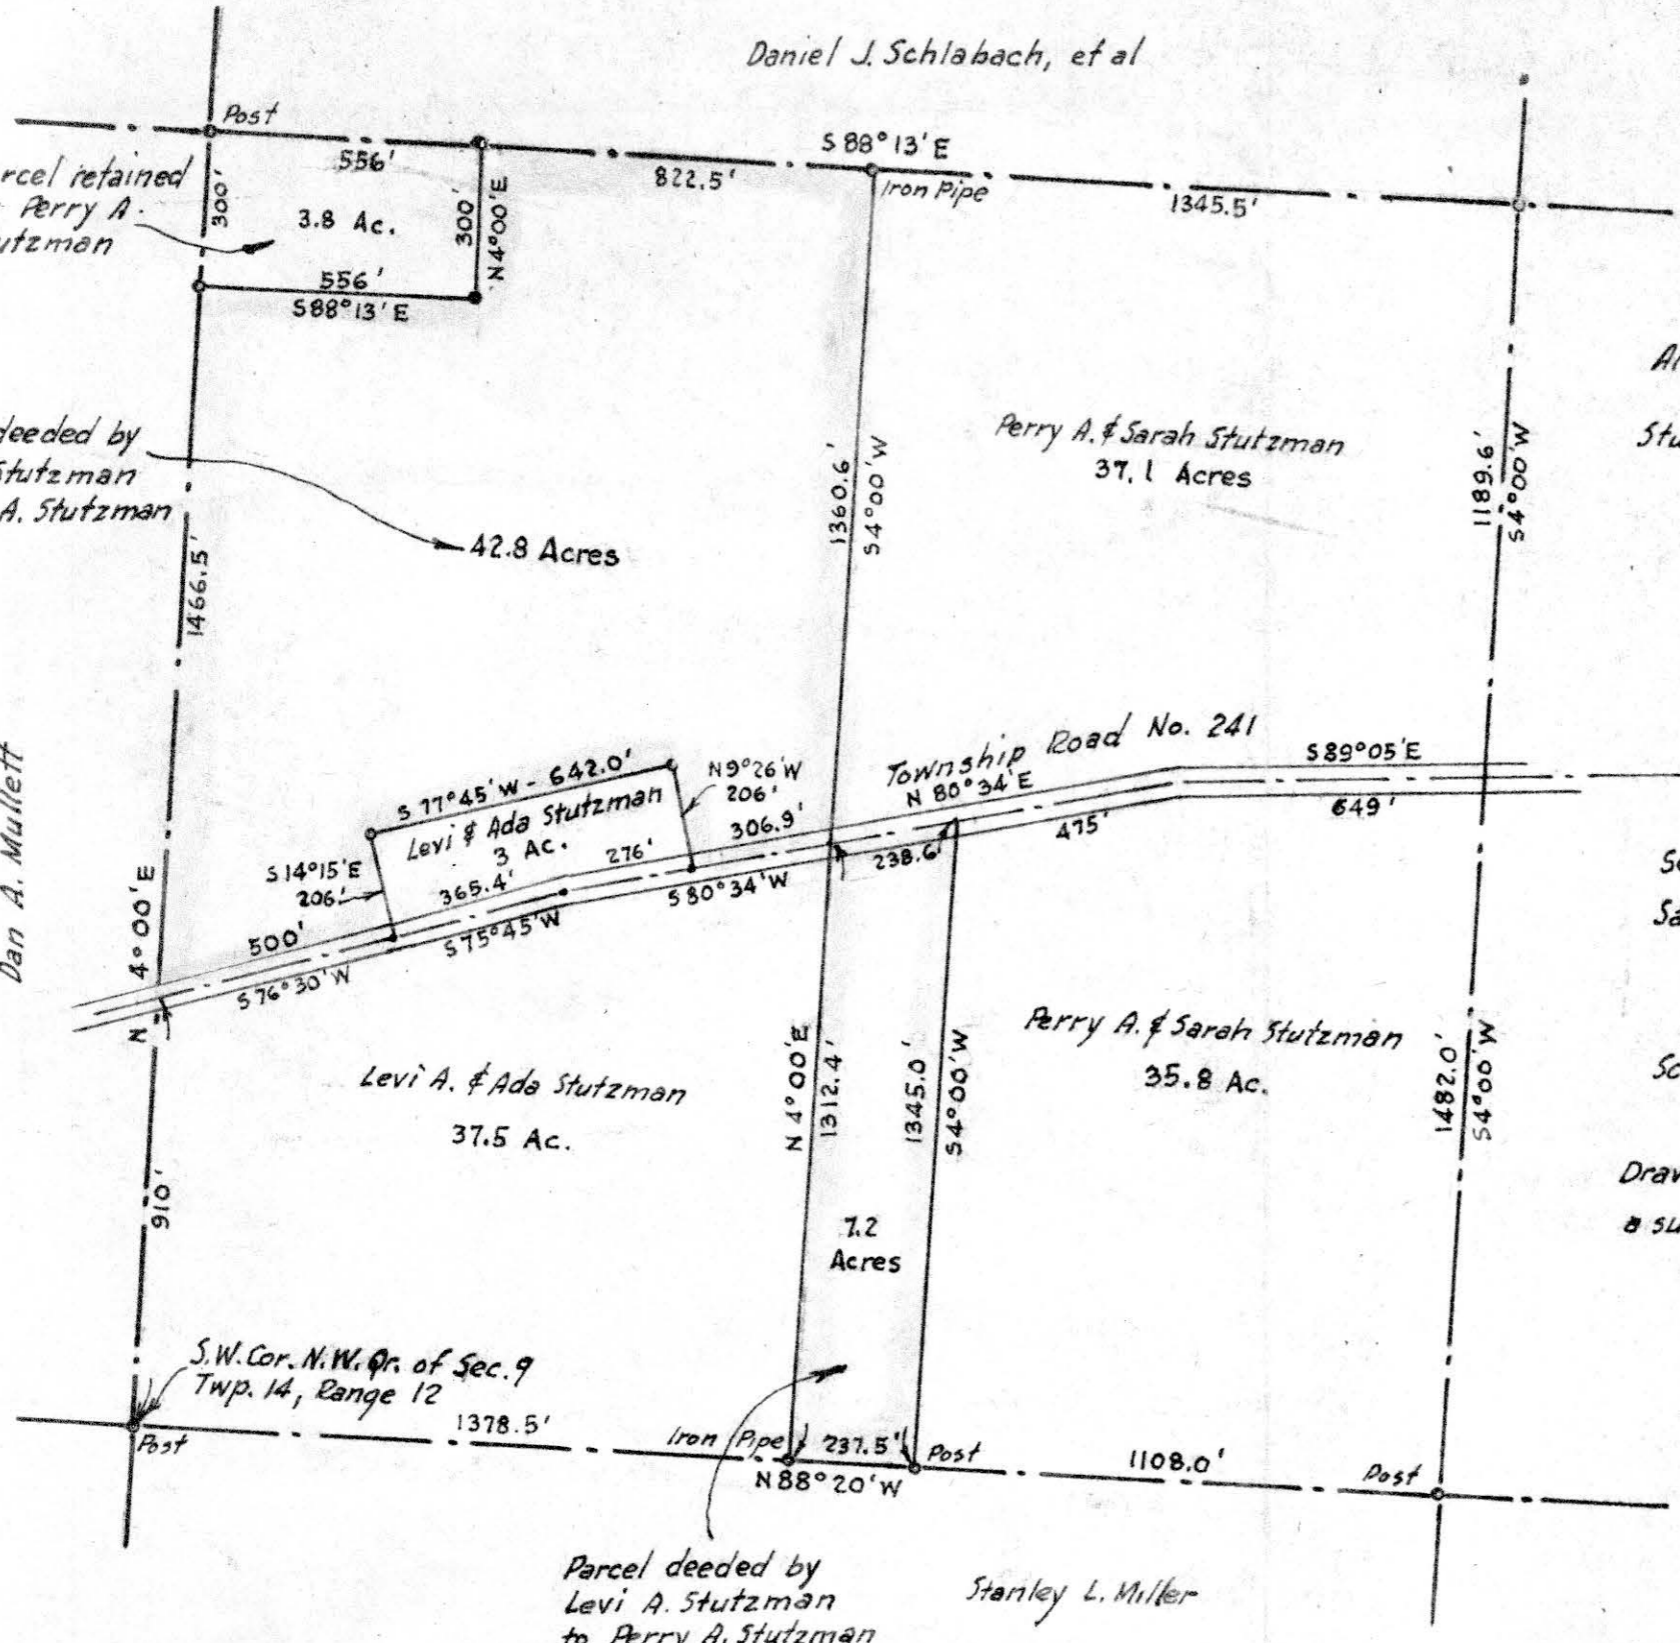 Daniel J. Schlabach, et al
Post
S 88° 13' E
556'
822.5'
Iron Pipe
1345.5'
retained
Perry A.
300'
3.8 Ac.
300'
N 4° 00' E
556'
S 88° 13' E
deeded by
Stutzman
A. Stutzman
42.8 Acres
1466.5'
1360.6'
S 4° 00' W
Perry A. & Sarah Stutzman
37.1 Acres
1189.6'
S 4° 00' W
Dan A. Mullett
N 4° 00' E
S 77° 45' W - 642.0'
N 9° 26' W
206'
Levi & Ada Stutzman
3 Ac.
S 14° 15' E
206'
365.4'
276'
306.9'
500'
S 76° 30' W
S 75° 45' W
S 80° 34' W
Township Road No. 241
N 80° 34' E
S 89° 05' E
238.6'
475'
649'
Levi A. & Ada Stutzman
37.5 Ac.
N 4° 00' E
1312.4'
1345.0'
S 4° 00' W
Perry A. & Sarah Stutzman
35.8 Ac.
1482.0'
S 4° 00' W
910'
7.2
Acres
S.W. Cor. N.W. Qr. of Sec. 9
Twp. 14, Range 12
Post
1378.5'
Iron Pipe
237.5'
Post
N 88° 20' W
1108.0'
Post
Parcel deeded by
Levi A. Stutzman
to Perry A. Stutzman
Stanley L. Miller